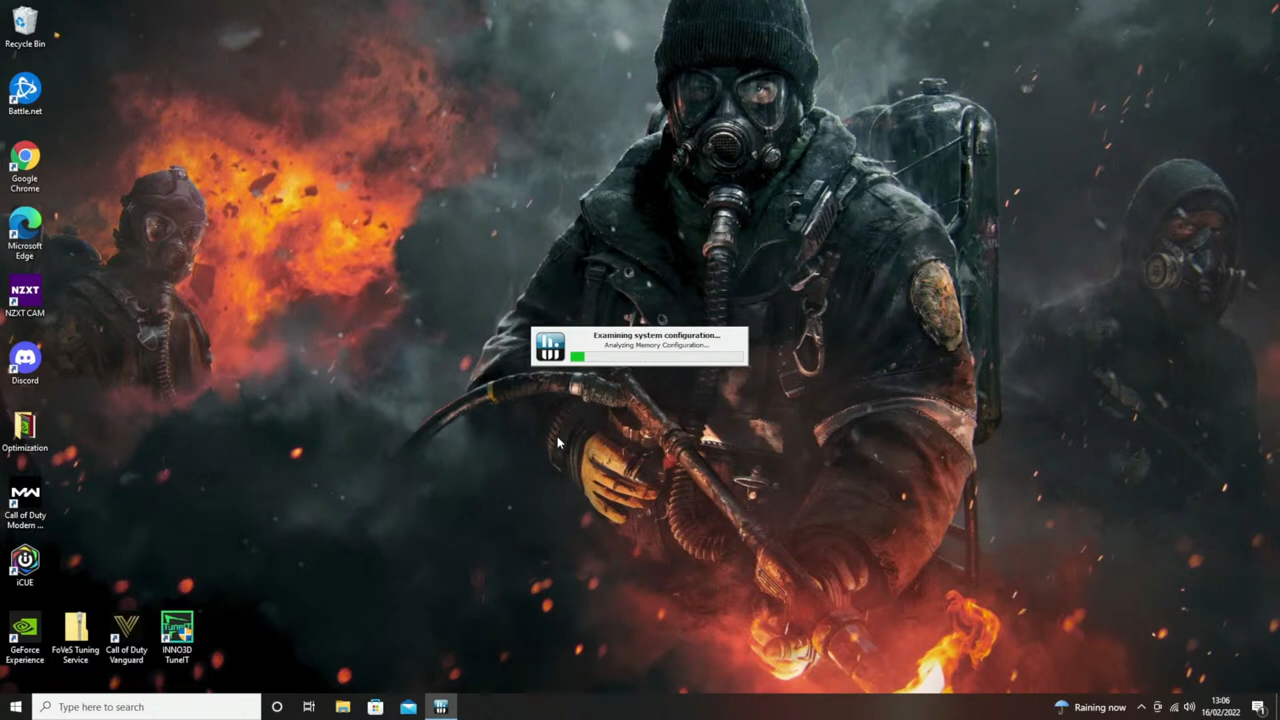 Recycle Bin
Battle.net
Google
Chrome
Microsoft
Edge
NZXT
NZXT CAM
Discord
Optimization
MW
Call of Duty
Modern ...
iCUE
GeForce
Experience
FoVeS Tuning
Service
Call of Duty
Vanguard
TuneIT
INNO3D
TuneIT
Examining system configuration...
Analyzing Memory Configuration...
Type here to search
Raining now
13:06
16/02/2022
1